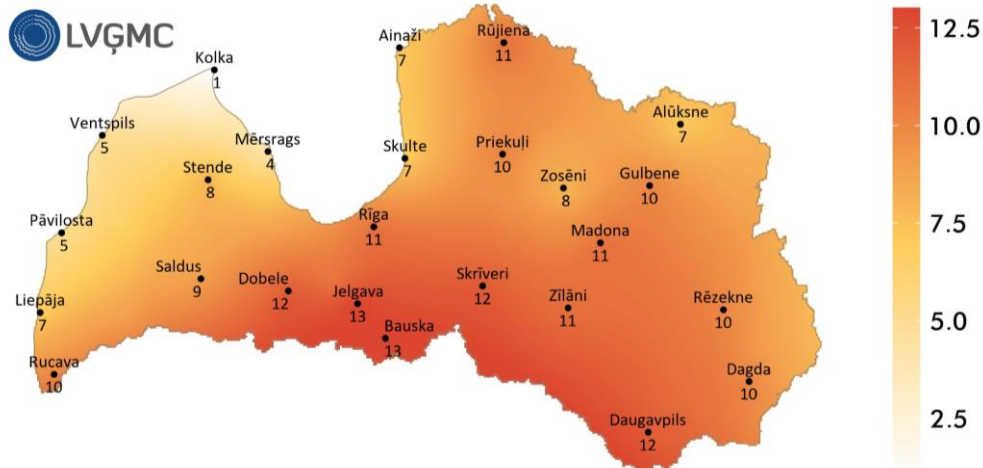 LVĢMC
Kolka
1
Ainaži
7
Rūjiena
11
12.5
Ventspils
5
Mērsrags
4
Stende
8
Skulte
7
Priekuļi
10
Alūksne
7
10.0
Zosēni
8
Gulbene
10
Pāvilosta
5
Rīga
11
Madona
11
7.5
Saldus
9
Dobele
12
Jelgava
13
Skrīveri
12
Zīlāni
11
Rēzekne
10
Liepāja
7
Bauska
13
5.0
Rucava
10
Dagda
10
Daugavpils
12
2.5